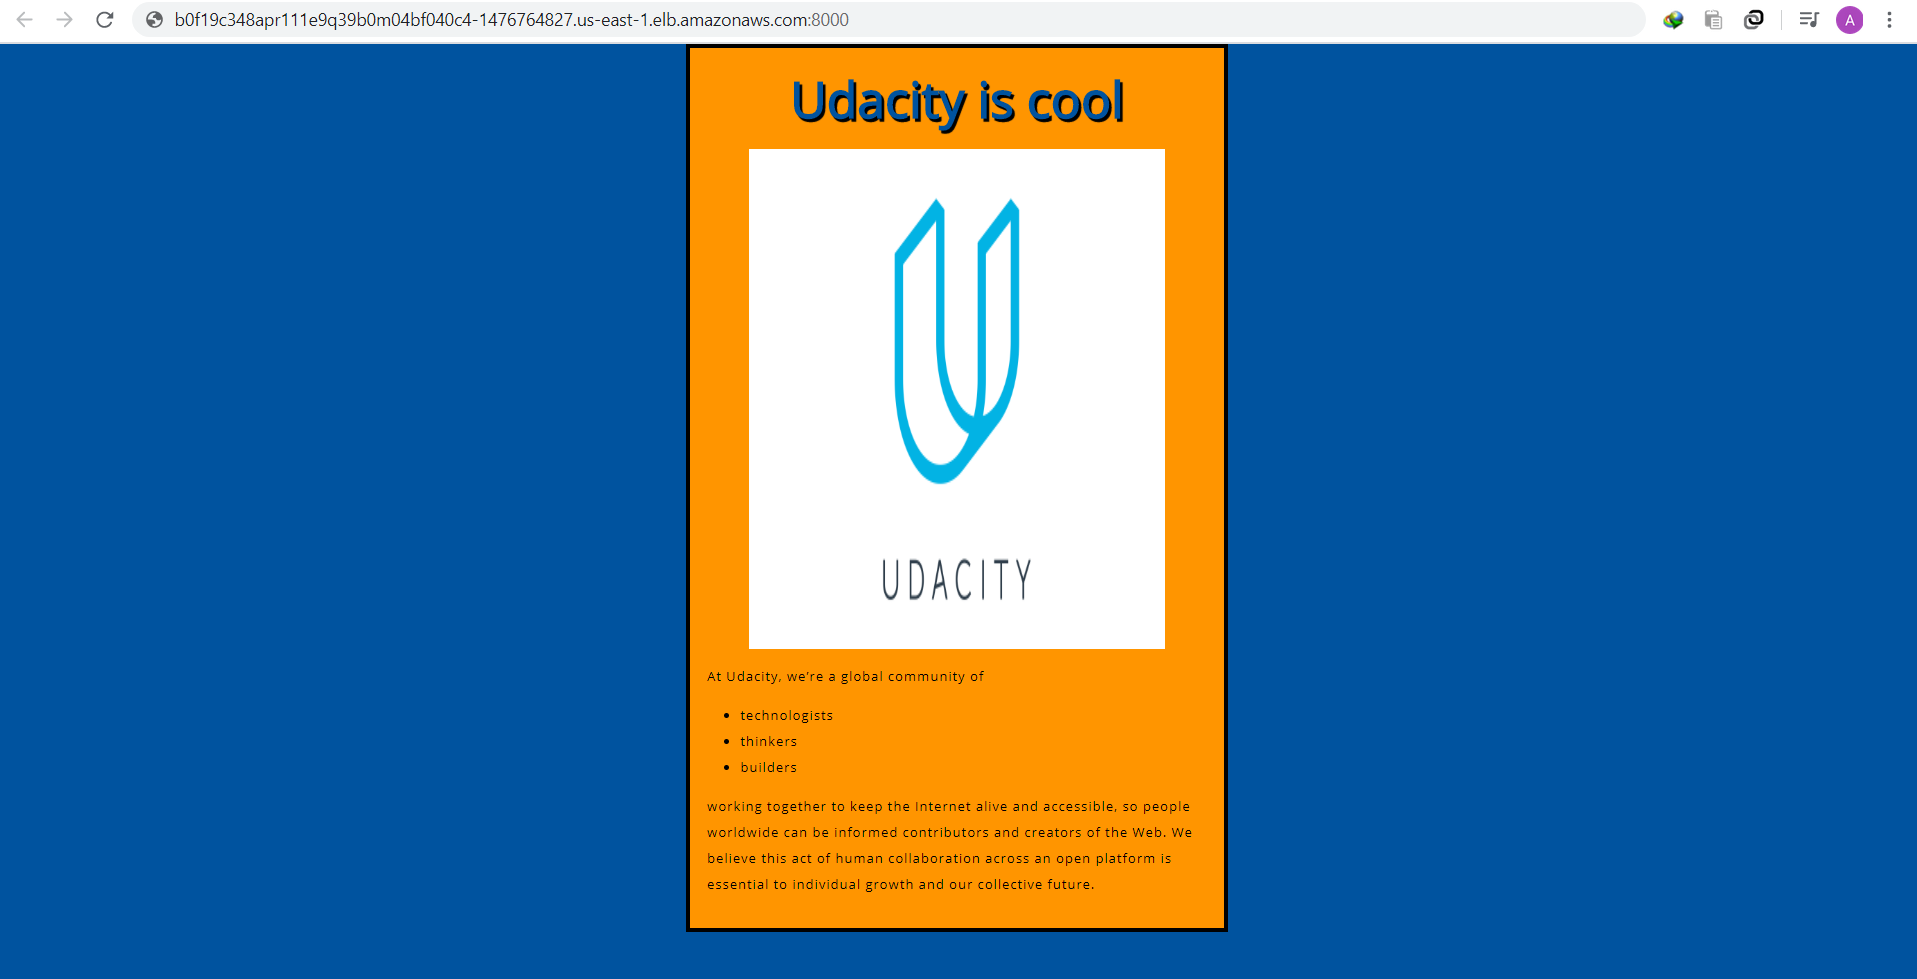 b0f19c348apr111e9q39b0m04bf040c4-1476764827.us-east-1.elb.amazonaws.com:8000
A
Udacity is cool
UDACITY
At Udacity, we’re a global community of
technologists
thinkers
builders
working together to keep the Internet alive and accessible, so people
worldwide can be informed contributors and creators of the Web. We
believe this act of human collaboration across an open platform is
essential to individual growth and our collective future.